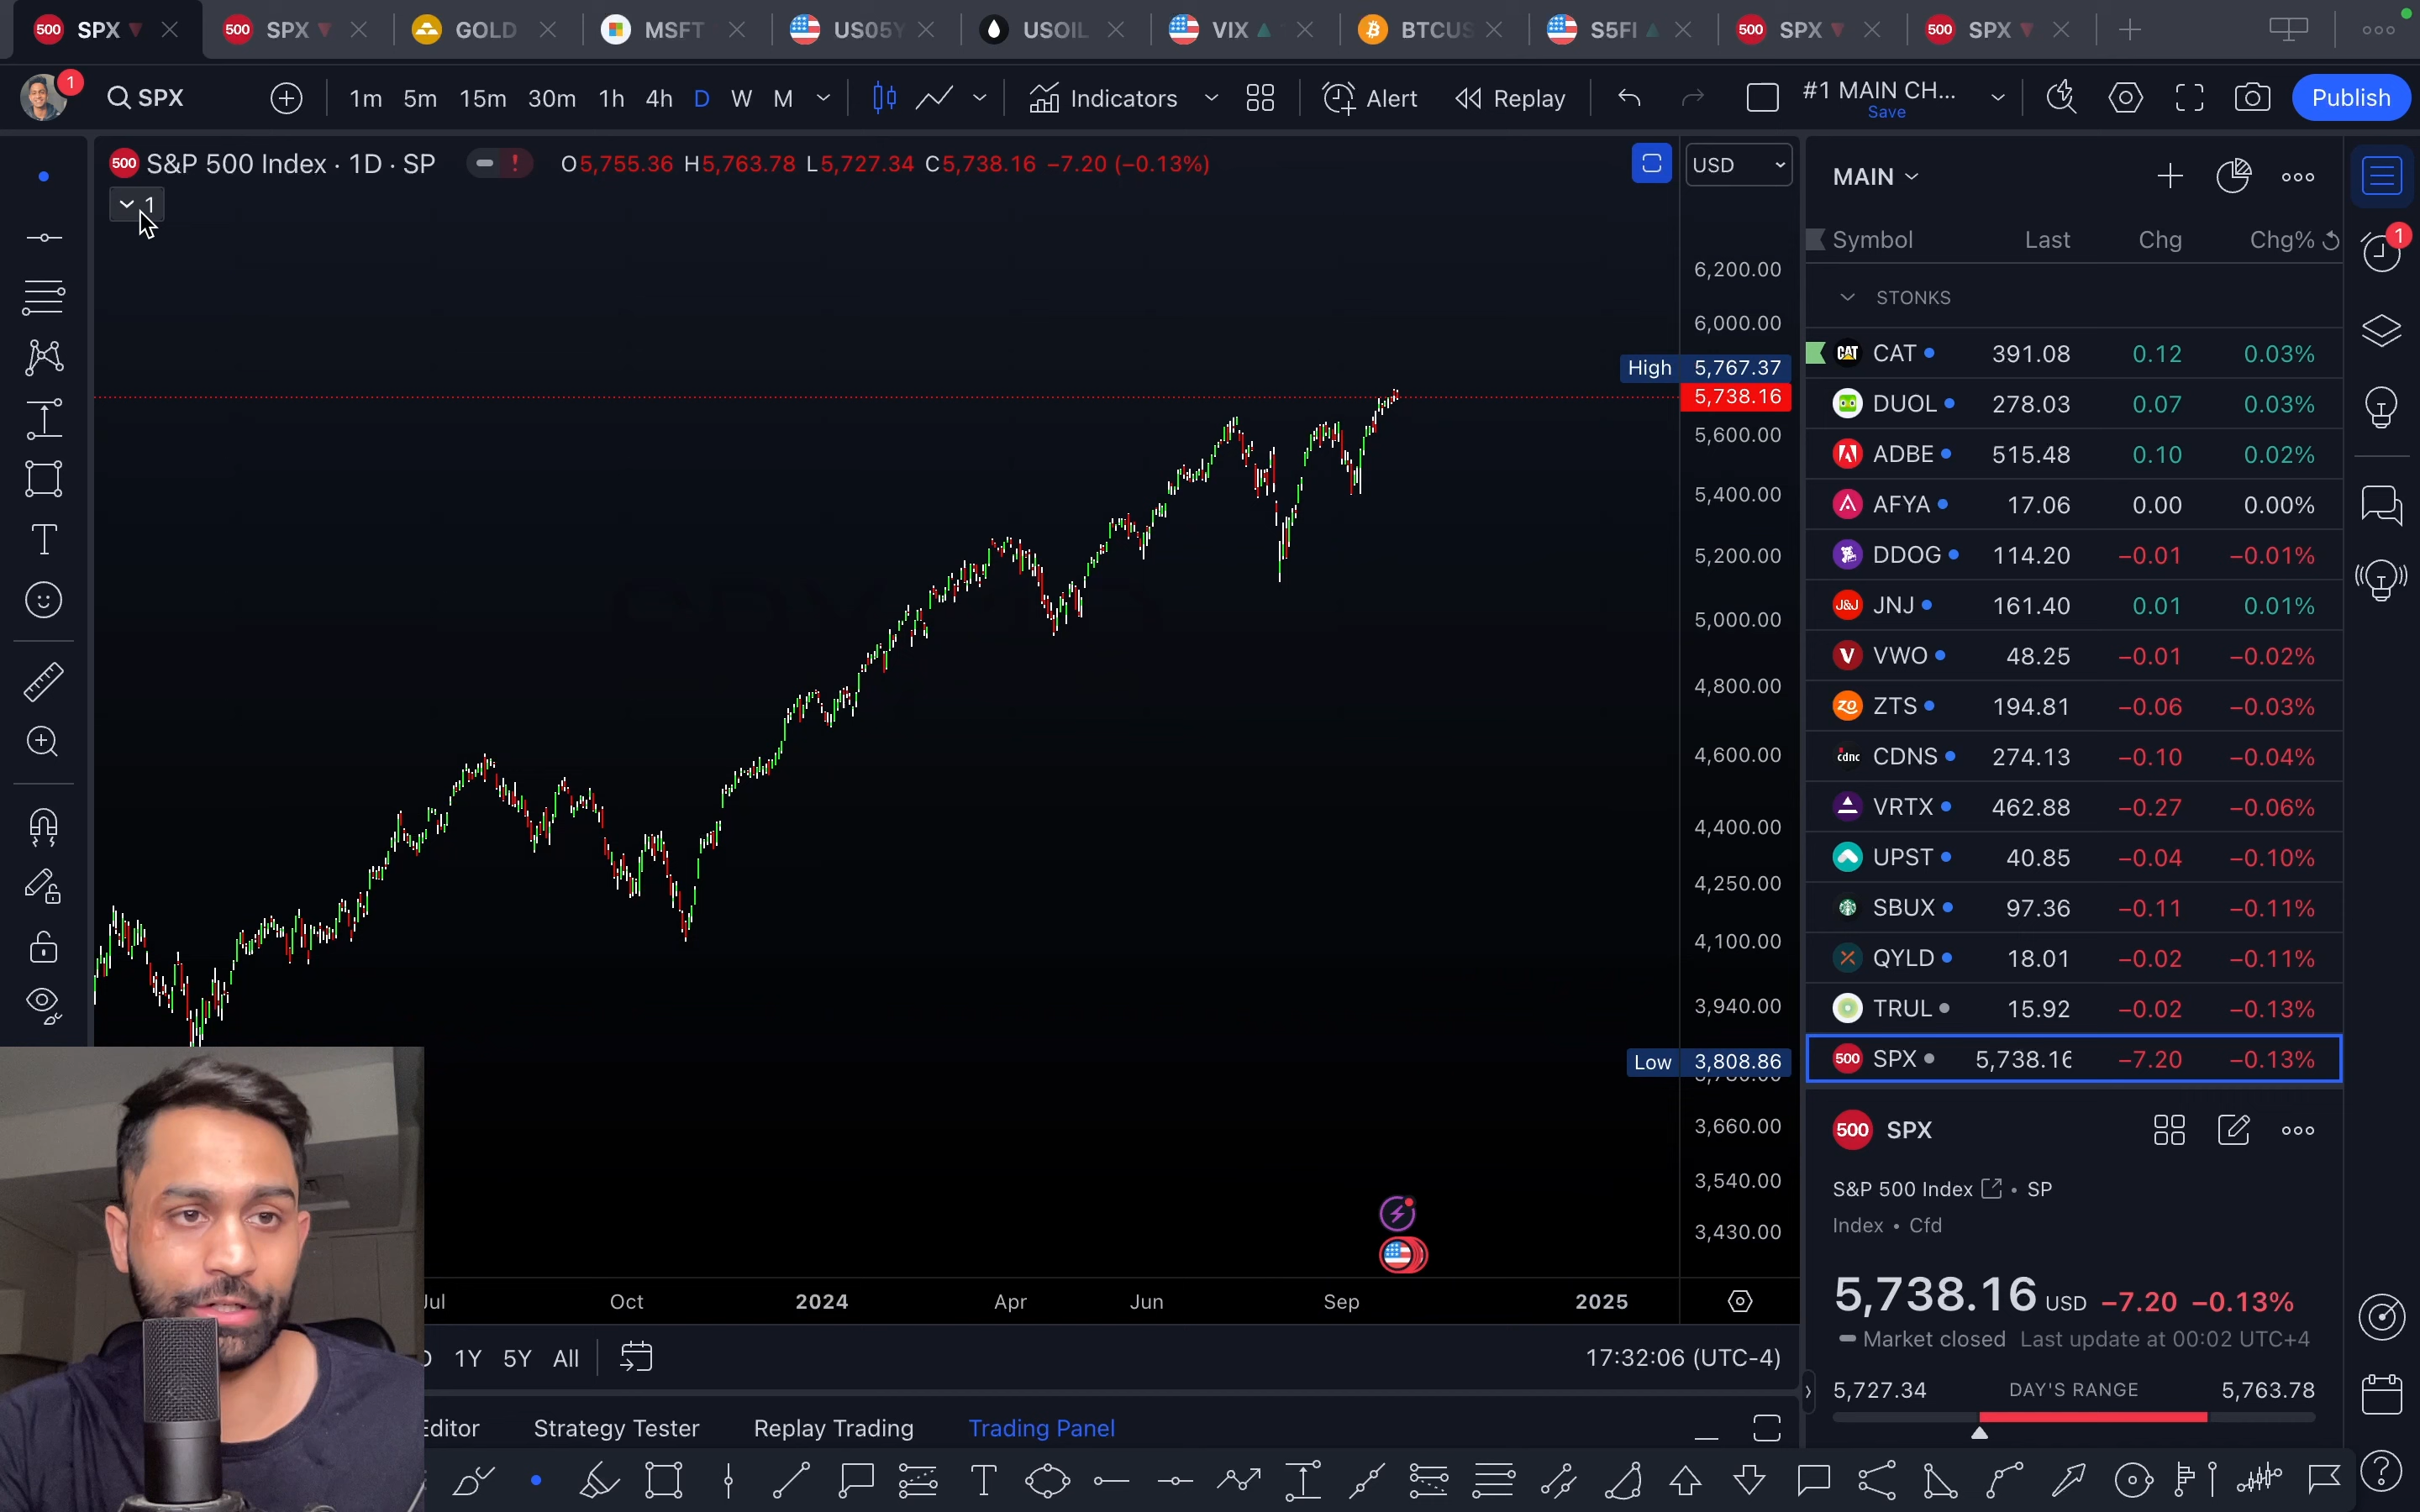 500 SPX
500 SPX
GOLD
MSFT
US05Y
USOIL
VIX
BTCUS
S5FI
500 SPX
500 SPX
1
SPX
1m 5m 15m 30m 1h 4h D W M
Indicators
Alert
Replay
#1 MAIN CH...
Save
Publish
500 S&P 500 Index · 1D · SP
O5,755.36 H5,763.78 L5,727.34 C5,738.16 −7.20 (−0.13%)
USD
1
6,200.00
6,000.00
High 5,767.37
5,738.16
5,600.00
5,400.00
5,200.00
5,000.00
4,800.00
4,600.00
4,400.00
4,250.00
4,100.00
3,940.00
Low 3,808.86
3,660.00
3,540.00
3,430.00
Jul Oct 2024 Apr Jun Sep 2025
1Y 5Y All
17:32:06 (UTC-4)
Editor Strategy Tester Replay Trading Trading Panel
MAIN
Symbol Last Chg Chg%
STONKS
CAT CAT 391.08 0.12 0.03%
DUOL 278.03 0.07 0.03%
ADBE 515.48 0.10 0.02%
AFYA 17.06 0.00 0.00%
DDOG 114.20 −0.01 −0.01%
J&J JNJ 161.40 0.01 0.01%
V VWO 48.25 −0.01 −0.02%
zo ZTS 194.81 −0.06 −0.03%
cdnc CDNS 274.13 −0.10 −0.04%
VRTX 462.88 −0.27 −0.06%
UPST 40.85 −0.04 −0.10%
SBUX 97.36 −0.11 −0.11%
QYLD 18.01 −0.02 −0.11%
TRUL 15.92 −0.02 −0.13%
500 SPX 5,738.16 −7.20 −0.13%
500 SPX
S&P 500 Index • SP
Index • Cfd
5,738.16 USD −7.20 −0.13%
Market closed Last update at 00:02 UTC+4
5,727.34 DAY'S RANGE 5,763.78
1